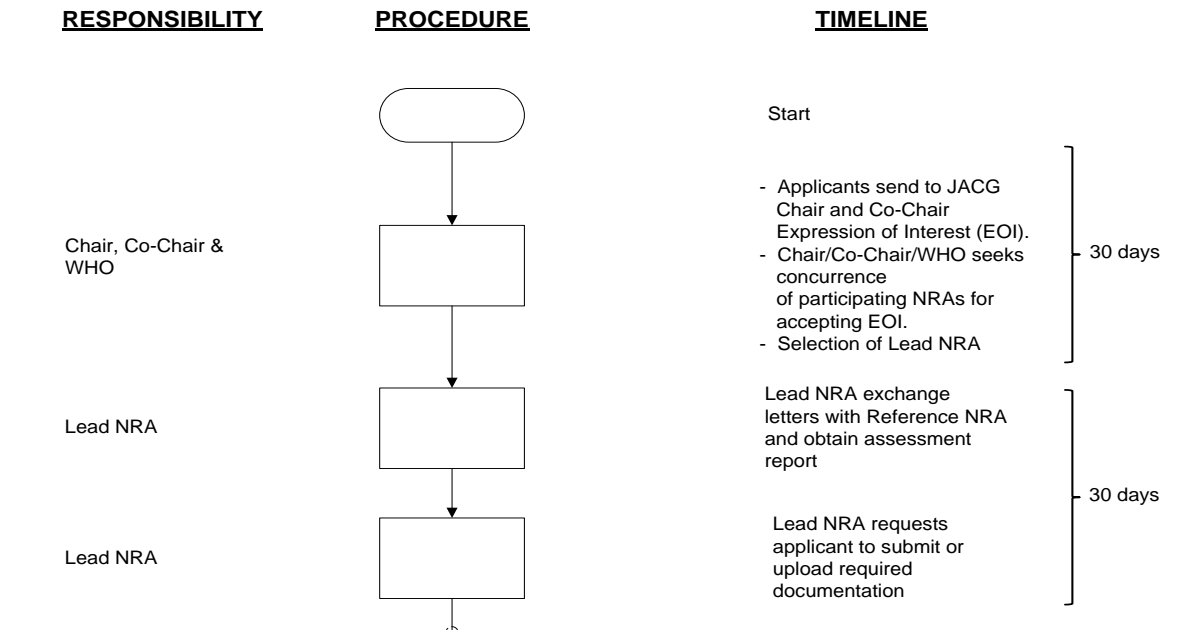 RESPONSIBILITY PROCEDURE TIMELINE
Start
- Applicants send to JACG
Chair and Co-Chair
Expression of Interest (EOI).
- Chair/Co-Chair/WHO seeks
concurrence
of participating NRAs for
accepting EOI.
- Selection of Lead NRA
30 days
Chair, Co-Chair &
WHO
Lead NRA exchange
letters with Reference NRA
and obtain assessment
report
Lead NRA
30 days
Lead NRA requests
applicant to submit or
upload required
documentation
Lead NRA